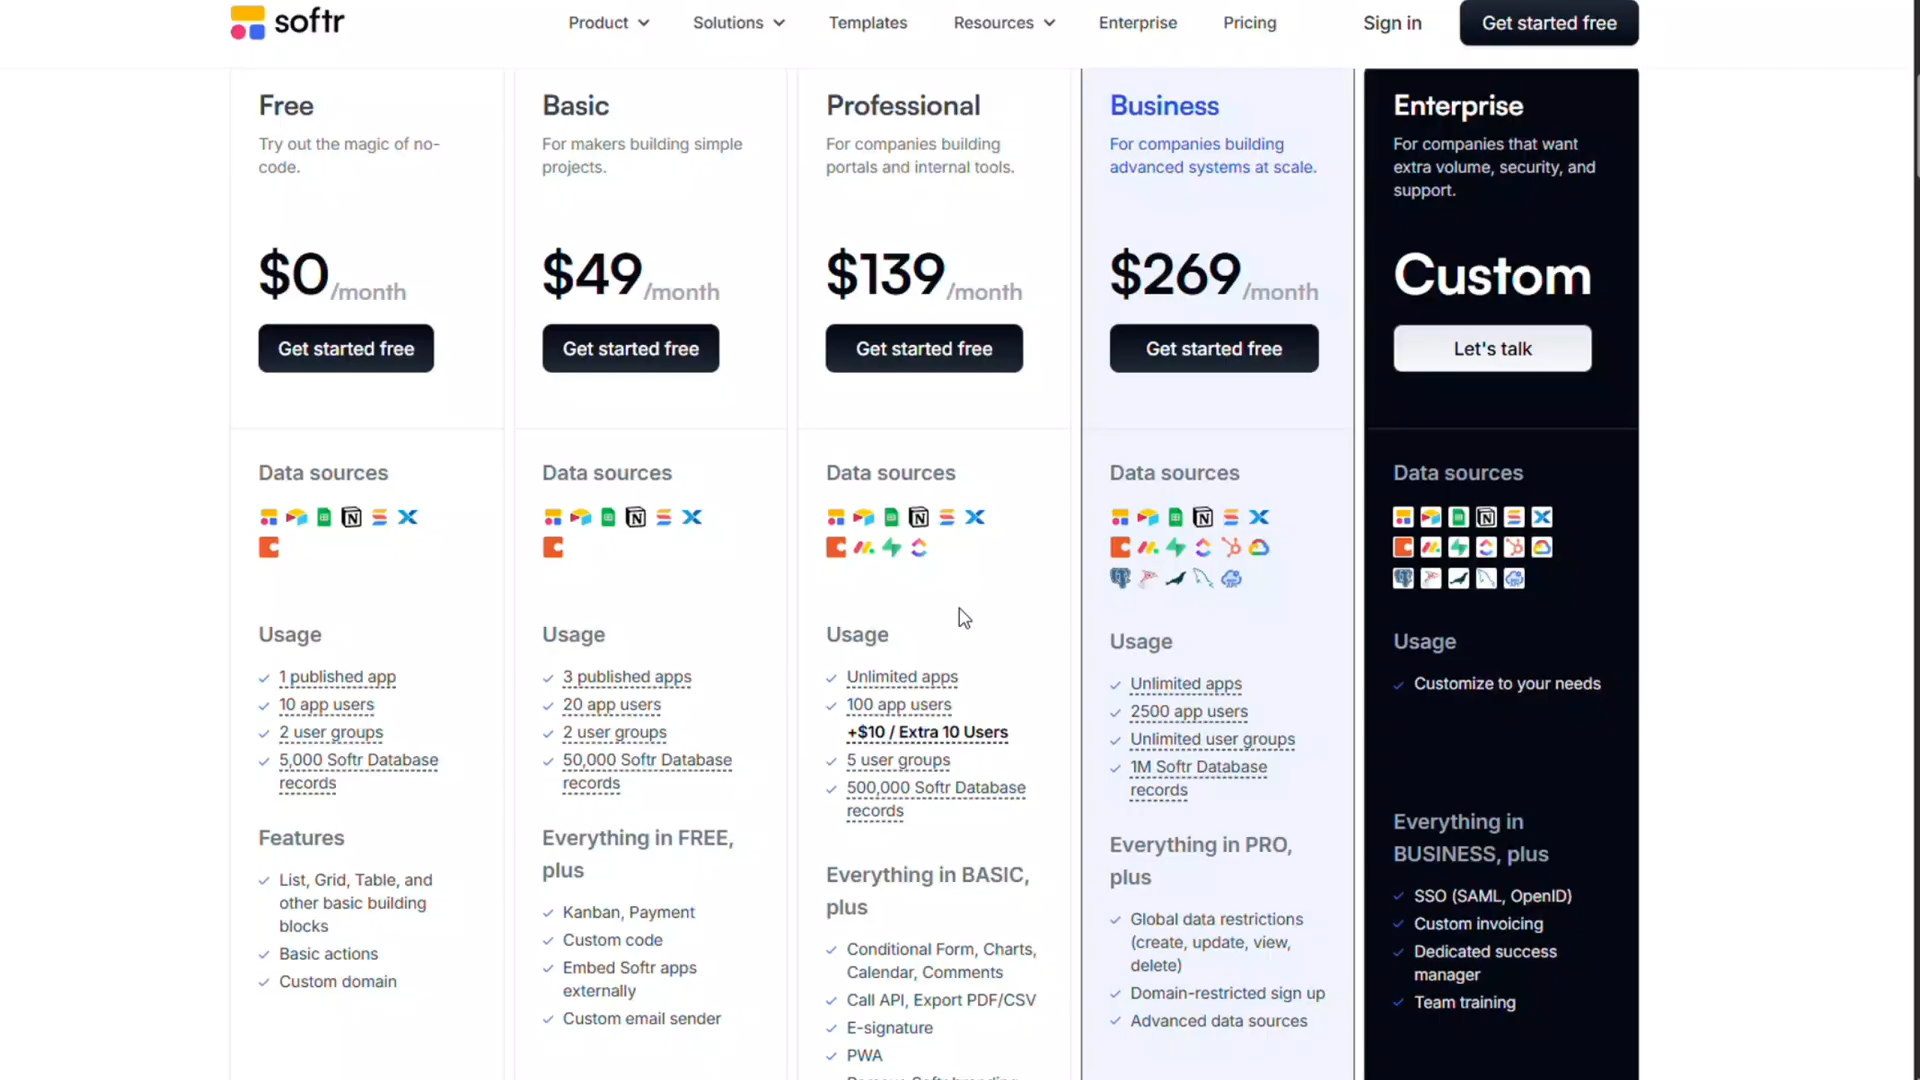 softr
Product
Solutions
Templates
Resources
Enterprise
Pricing
Sign in
Get started free
Free
Try out the magic of no-
code.
$0/month
Get started free
Data sources
Usage
1 published app
10 app users
2 user groups
5,000 Softr Database
records
Features
List, Grid, Table, and
other basic building
blocks
Basic actions
Custom domain
Basic
For makers building simple
projects.
$49/month
Get started free
Data sources
Usage
3 published apps
20 app users
2 user groups
50,000 Softr Database
records
Everything in FREE,
plus
Kanban, Payment
Custom code
Embed Softr apps
externally
Custom email sender
Professional
For companies building
portals and internal tools.
$139/month
Get started free
Data sources
Usage
Unlimited apps
100 app users
+$10 / Extra 10 Users
5 user groups
500,000 Softr Database
records
Everything in BASIC,
plus
Conditional Form, Charts,
Calendar, Comments
Call API, Export PDF/CSV
E-signature
PWA
Business
For companies building
advanced systems at scale.
$269/month
Get started free
Data sources
Usage
Unlimited apps
2500 app users
Unlimited user groups
1M Softr Database
records
Everything in PRO,
plus
Global data restrictions
(create, update, view,
delete)
Domain-restricted sign up
Advanced data sources
Enterprise
For companies that want
extra volume, security, and
support.
Custom
Let's talk
Data sources
Usage
Customize to your needs
Everything in
BUSINESS, plus
SSO (SAML, OpenID)
Custom invoicing
Dedicated success
manager
Team training